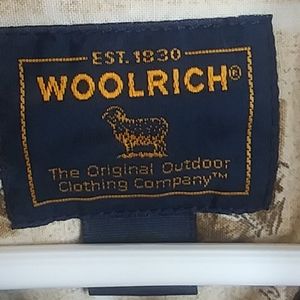 EST. 1830
WOOLRICH®
The Original Outdoor
Clothing Company™